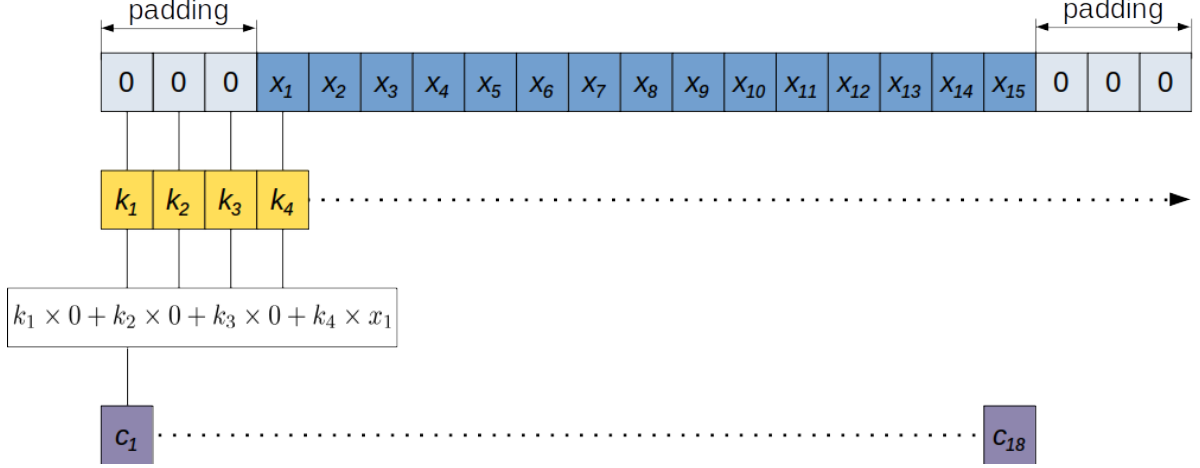 padding padding
0 0 0 x₁ x₂ x₃ x₄ x₅ x₆ x₇ x₈ x₉ x₁₀ x₁₁ x₁₂ x₁₃ x₁₄ x₁₅ 0 0 0
k₁ k₂ k₃ k₄
k₁ × 0 + k₂ × 0 + k₃ × 0 + k₄ × x₁
c₁ c₁₈